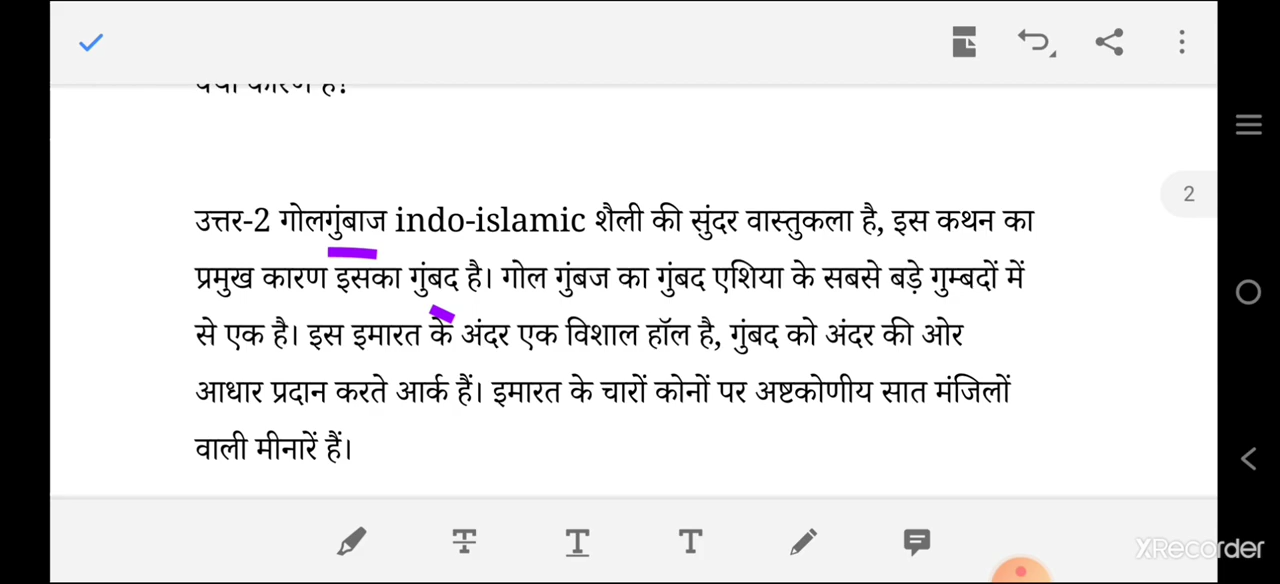 क्या कारण है?
2
उत्तर-2 गोलगुंबाज indo-islamic शैली की सुंदर वास्तुकला है, इस कथन का
प्रमुख कारण इसका गुंबद है। गोल गुंबज का गुंबद एशिया के सबसे बड़े गुम्बदों में
से एक है। इस इमारत के अंदर एक विशाल हॉल है, गुंबद को अंदर की ओर
आधार प्रदान करते आर्क हैं। इमारत के चारों कोनों पर अष्टकोणीय सात मंजिलों
वाली मीनारें हैं।
XRecorder